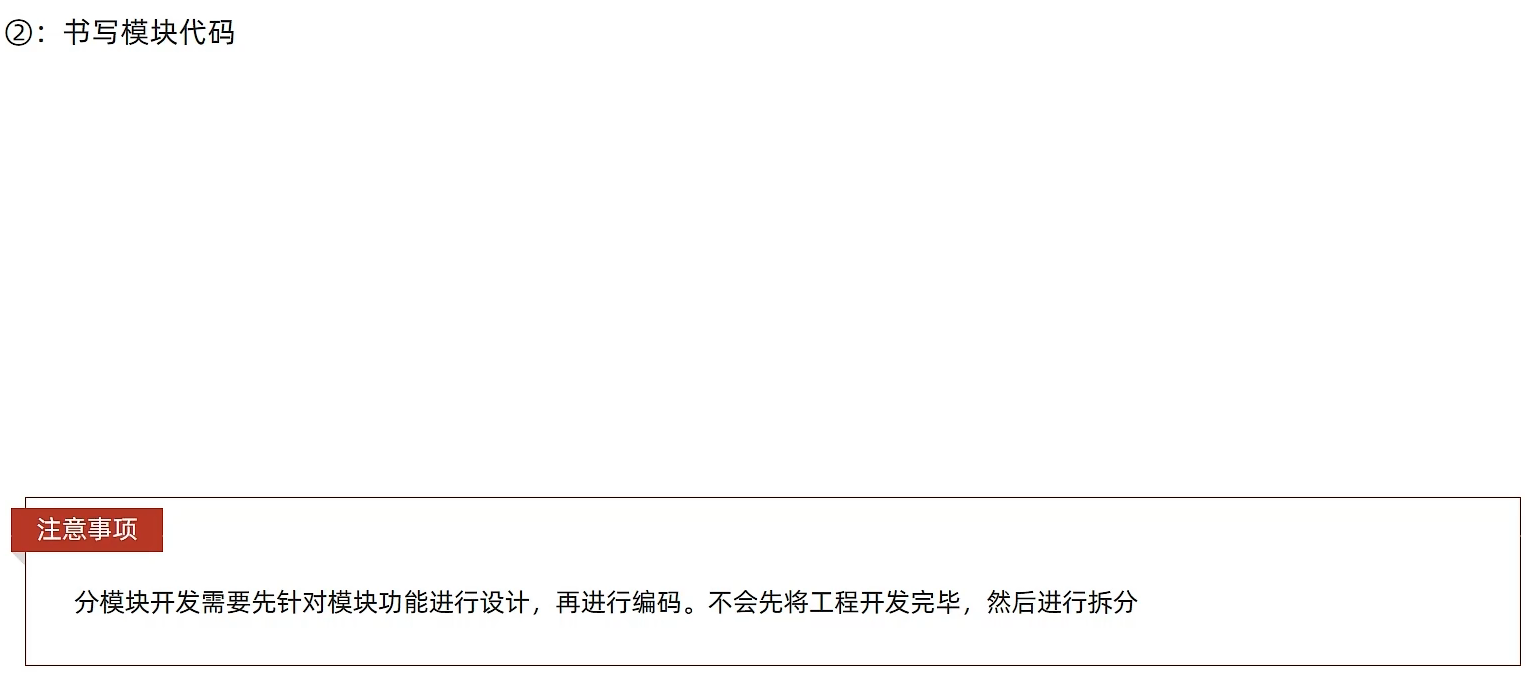 ②：书写模块代码
注意事项
分模块开发需要先针对模块功能进行设计，再进行编码。不会先将工程开发完毕，然后进行拆分